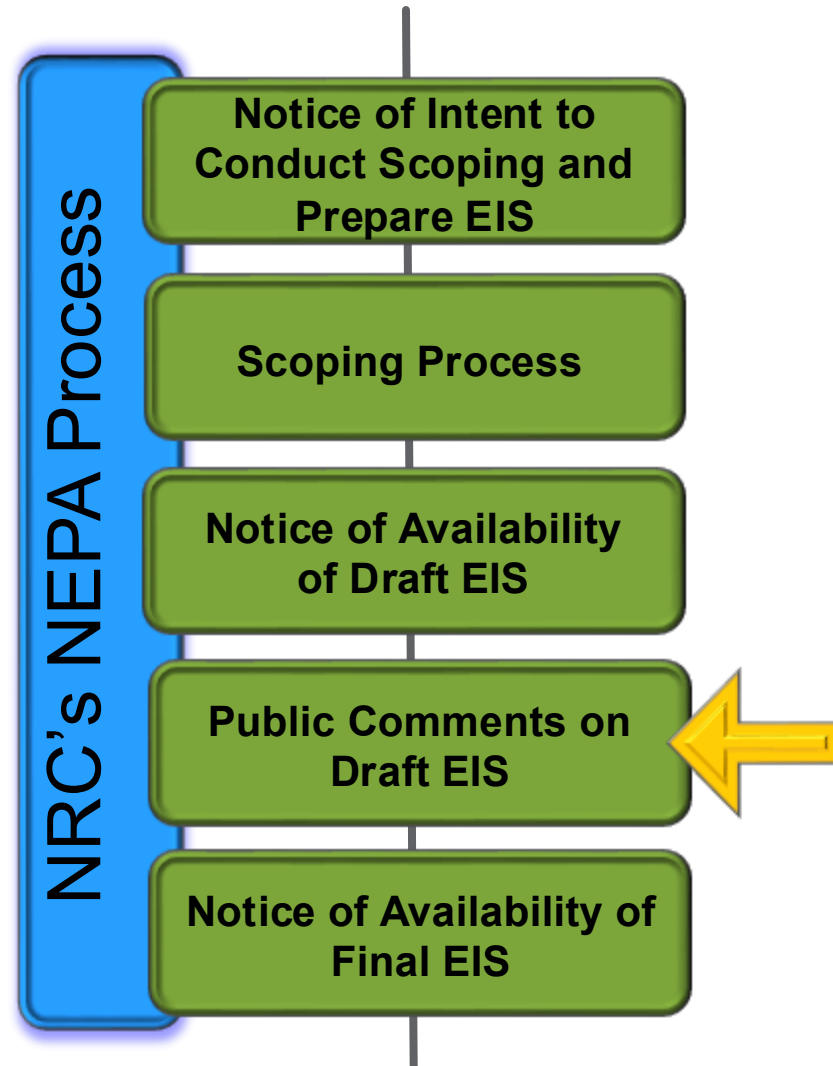 NRC’s NEPA Process
Notice of Intent to
Conduct Scoping and
Prepare EIS
Scoping Process
Notice of Availability
of Draft EIS
Public Comments on
Draft EIS
Notice of Availability of
Final EIS